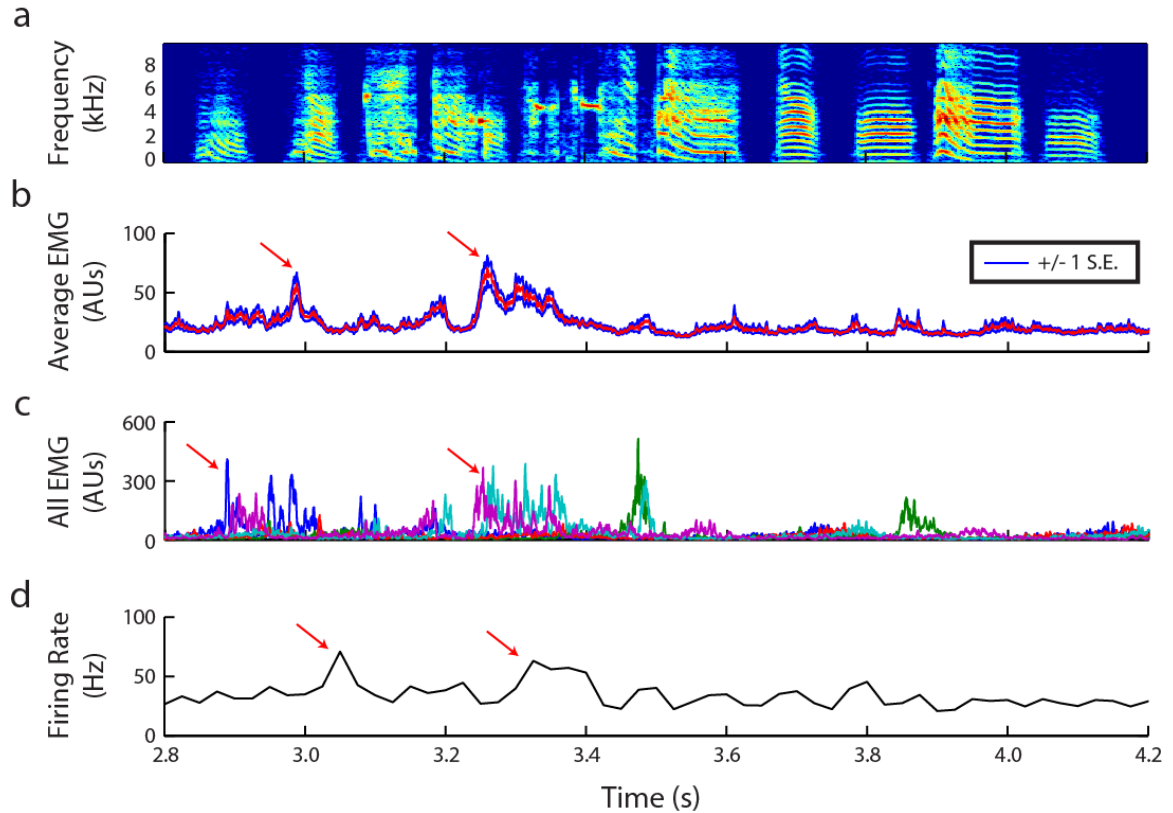 a
Frequency
(kHz)
8
6
4
2
0
b
Average EMG
(AUs)
100
50
0
+/- 1 S.E.
c
All EMG
(AUs)
600
300
0
d
Firing Rate
(Hz)
100
50
0
2.8 3.0 3.2 3.4 3.6 3.8 4.0 4.2
Time (s)